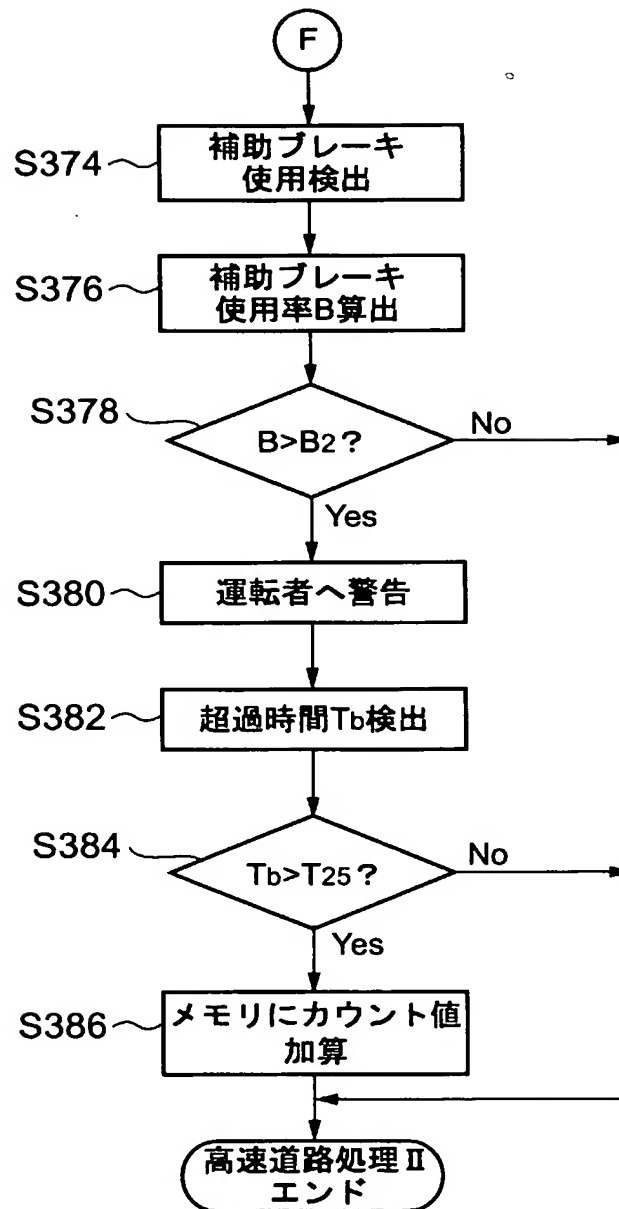 F
S374
補助ブレーキ
使用検出
S376
補助ブレーキ
使用率B算出
S378
B>B2?
No
Yes
S380
運転者へ警告
S382
超過時間Tb検出
S384
Tb>T25?
No
Yes
S386
メモリにカウント値
加算
高速道路処理Ⅱ
エンド